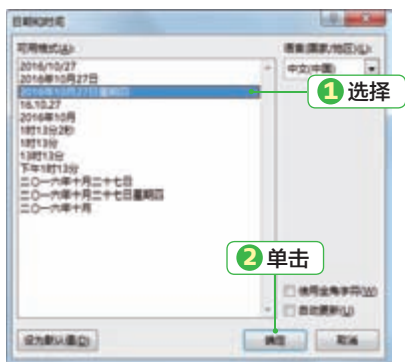 日期和时间
可用格式(A):
语言(国家/地区)(L):
2016/10/27
中文(中国)
2016年10月27日
2016年10月27日星期四
1 选择
16.10.27
2016年10月
1时13分2秒
1时13分
13时13分
下午1时13分
二〇一六年十月二十七日
二〇一六年十月二十七日星期四
二〇一六年十月
2 单击
使用全角字符(W)
自动更新(U)
设为默认值(D)
确定
取消